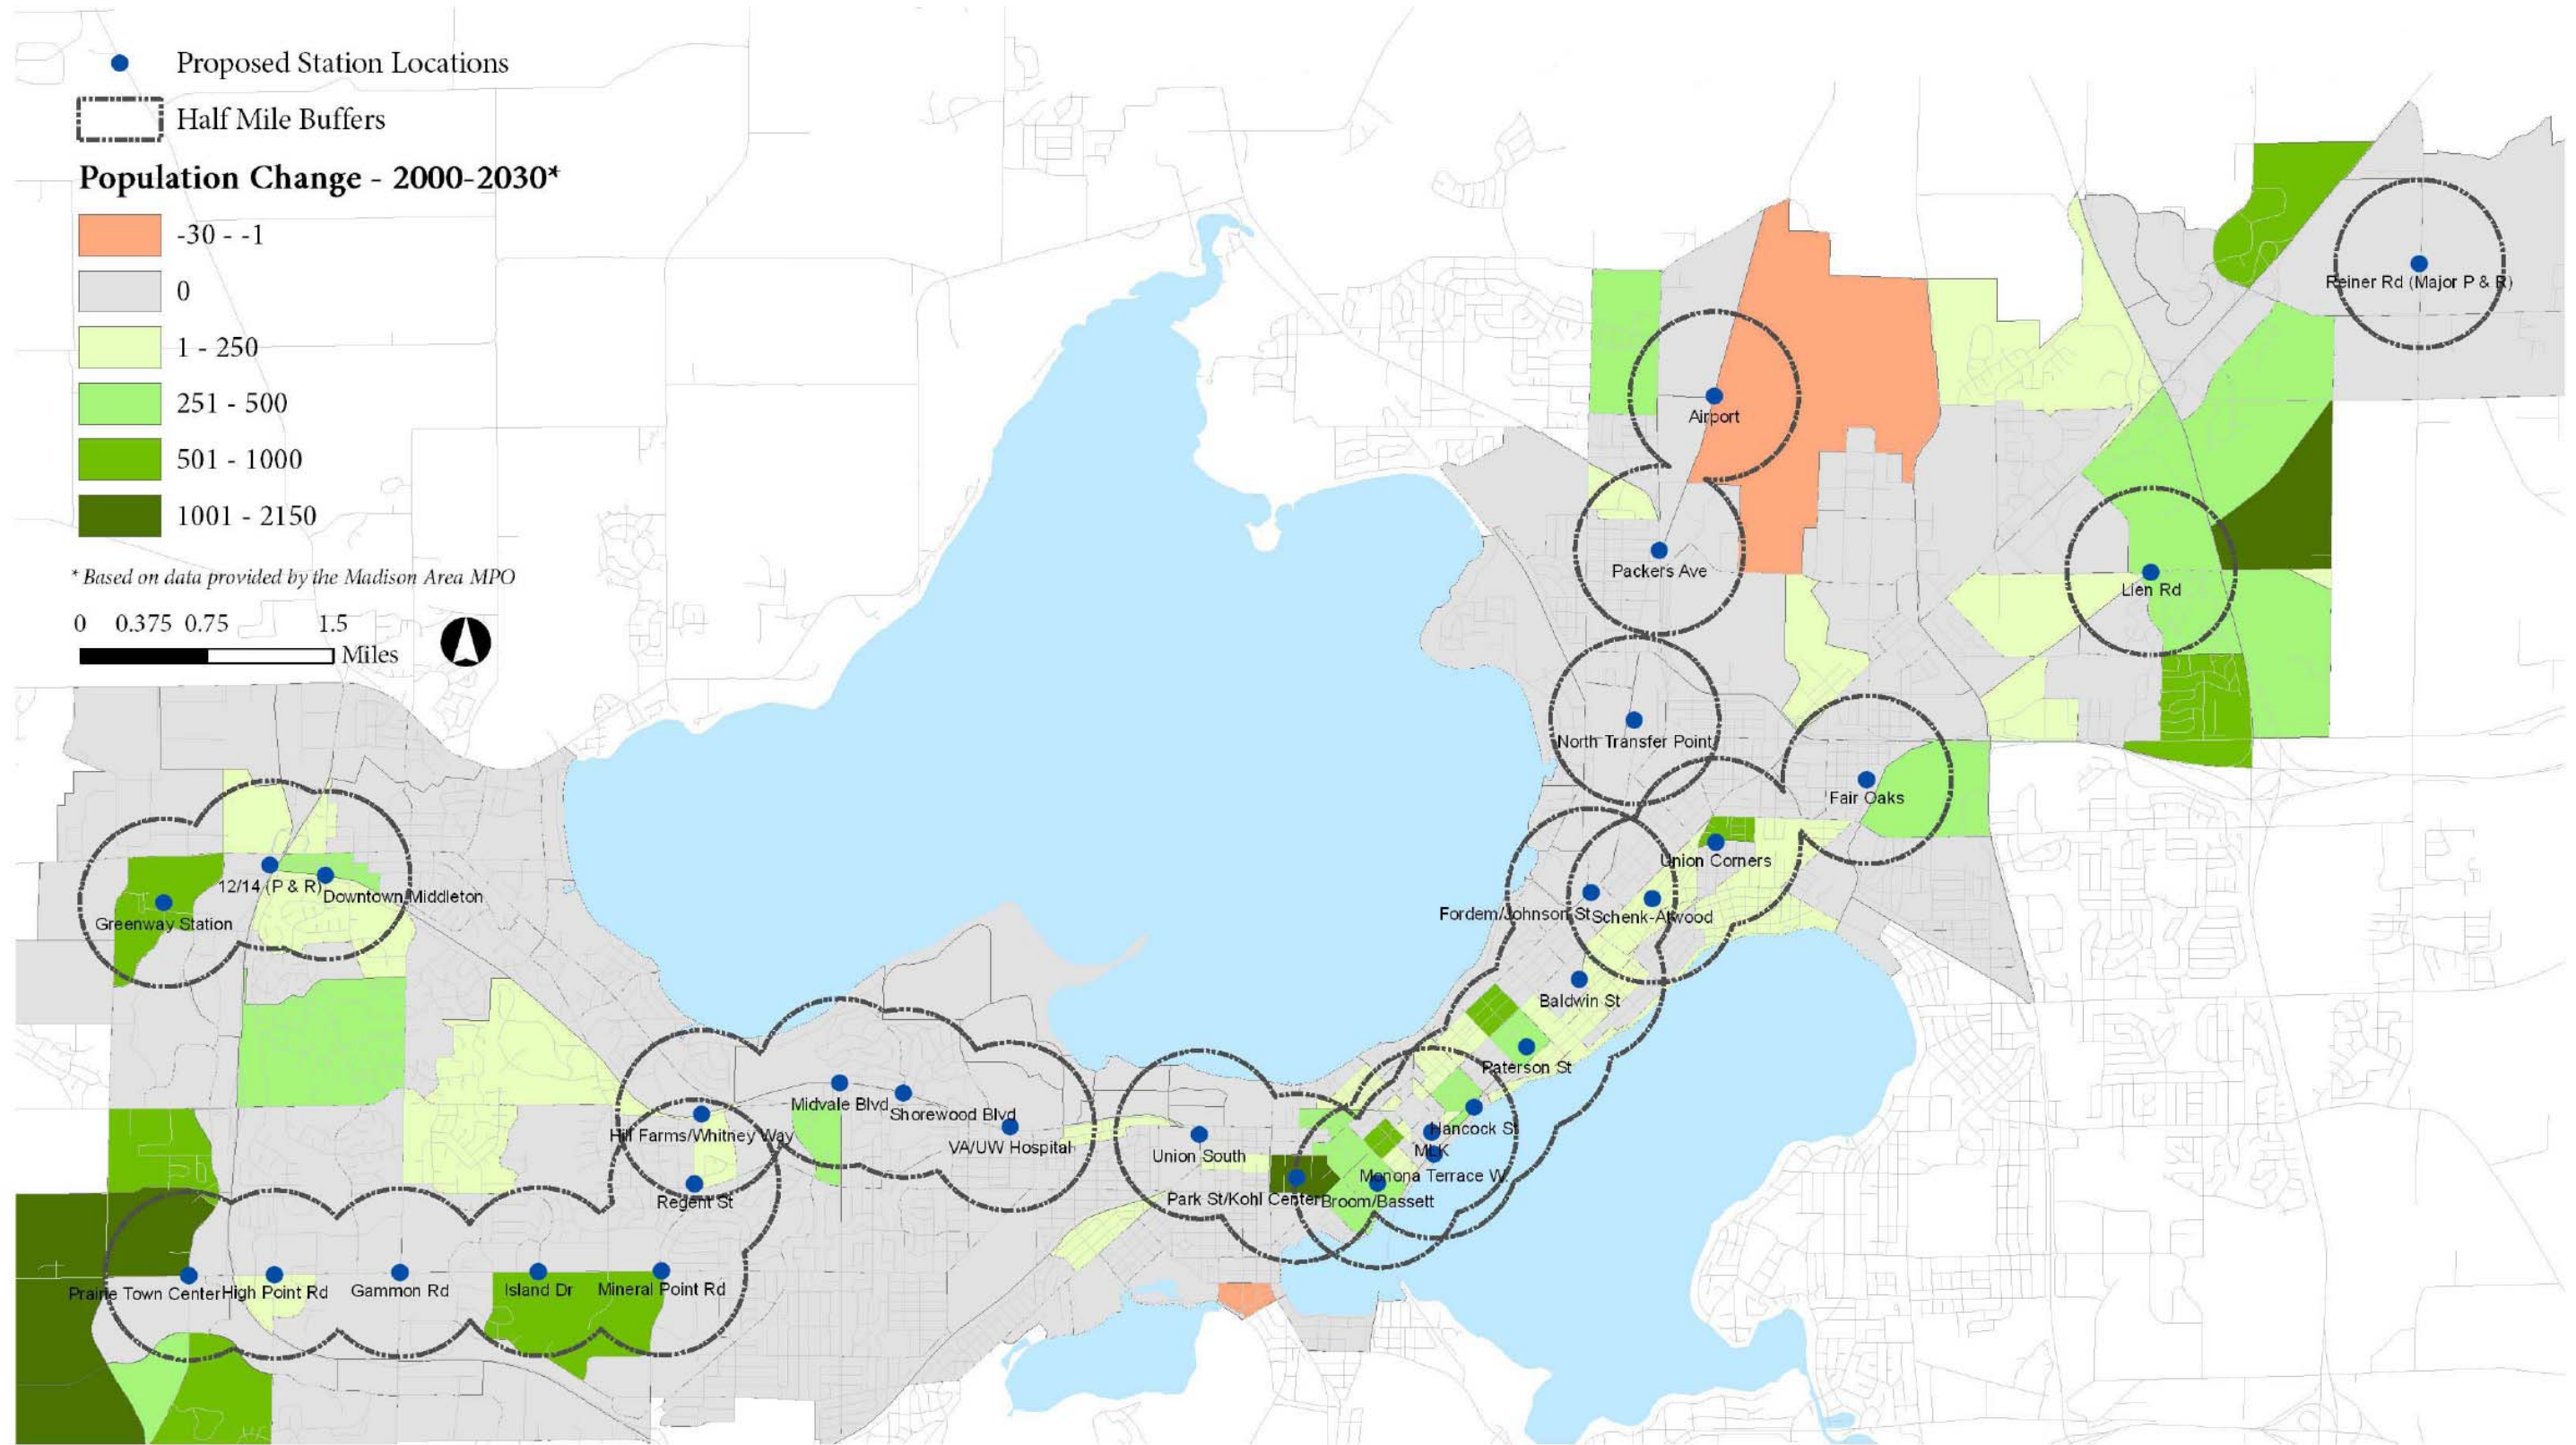 Proposed Station Locations
Half Mile Buffers
Population Change - 2000-2030*
-30 - -1
0
1 - 250
251 - 500
501 - 1000
1001 - 2150
* Based on data provided by the Madison Area MPO
0 0.375 0.75 1.5
Miles
Reiner Rd (Major P & R)
Airport
Packers Ave
Lien Rd
North Transfer Point
Fair Oaks
Union Corners
12/14 (P & R)
Downtown Middleton
Greenway Station
Fordem/Johnson St
Schenk-Atwood
Baldwin St
Paterson St
Midvale Blvd
Shorewood Blvd
Hill Farms/Whitney Way
VA/UW Hospital
Union South
Hancock St
MLK
Monona Terrace W.
Regent St
Park St/Kohl Center
Broom/Bassett
Prairie Town Center
High Point Rd
Gammon Rd
Island Dr
Mineral Point Rd